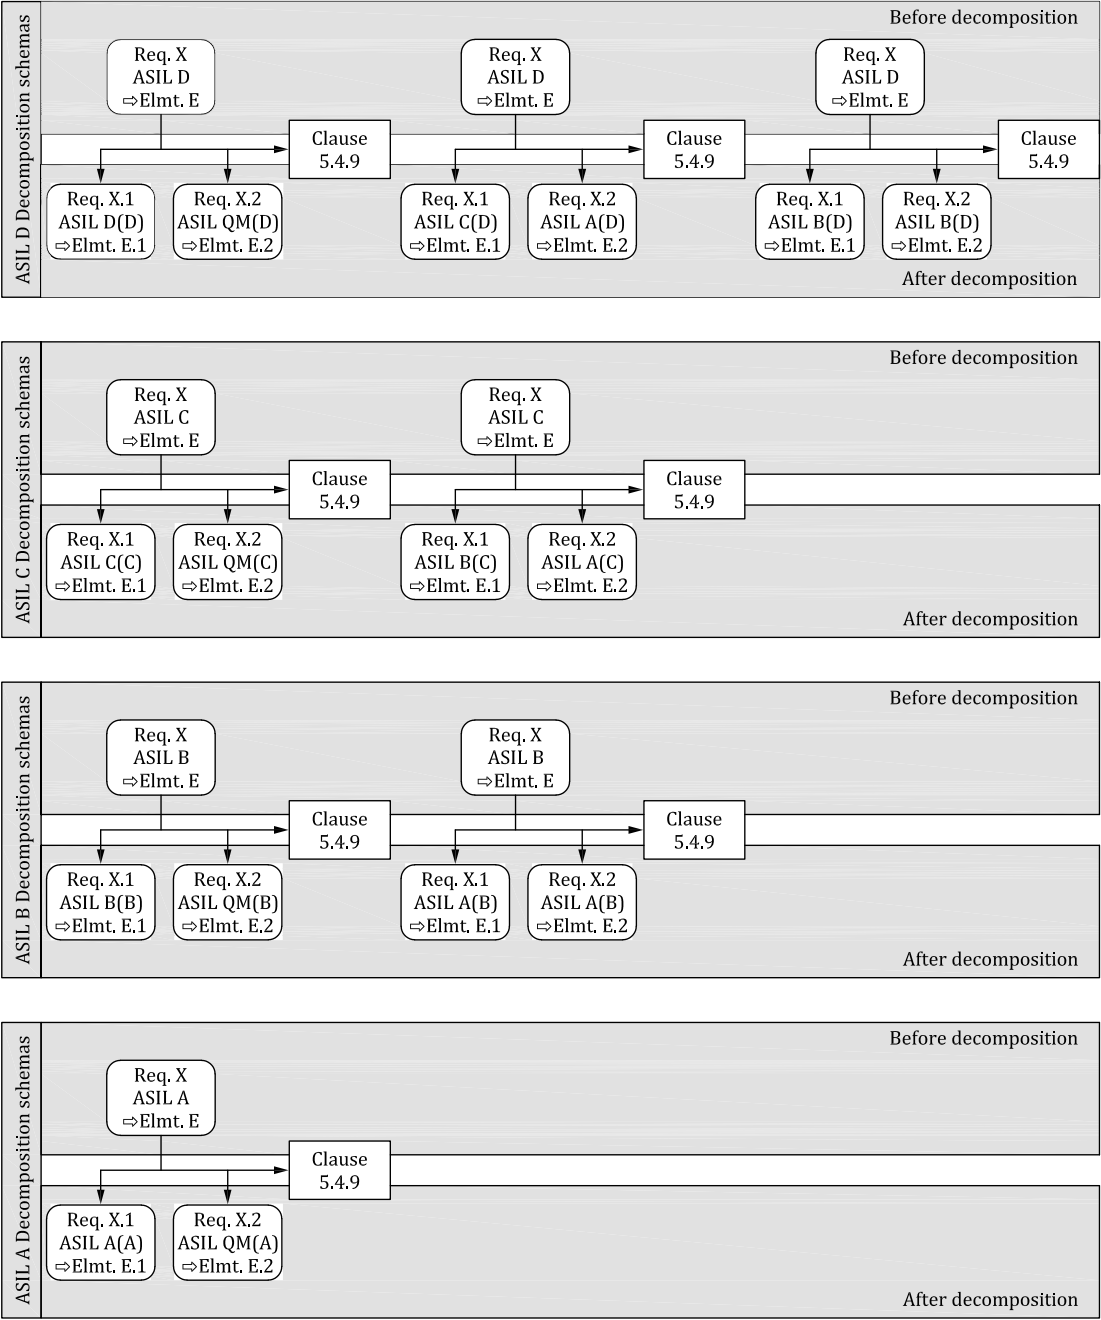 ASIL D Decomposition schemas
Before decomposition
Req. X
ASIL D
⇨Elmt. E
Req. X
ASIL D
⇨Elmt. E
Req. X
ASIL D
⇨Elmt. E
Clause
5.4.9
Clause
5.4.9
Clause
5.4.9
Req. X.1
ASIL D(D)
⇨Elmt. E.1
Req. X.2
ASIL QM(D)
⇨Elmt. E.2
Req. X.1
ASIL C(D)
⇨Elmt. E.1
Req. X.2
ASIL A(D)
⇨Elmt. E.2
Req. X.1
ASIL B(D)
⇨Elmt. E.1
Req. X.2
ASIL B(D)
⇨Elmt. E.2
After decomposition
ASIL C Decomposition schemas
Before decomposition
Req. X
ASIL C
⇨Elmt. E
Req. X
ASIL C
⇨Elmt. E
Clause
5.4.9
Clause
5.4.9
Req. X.1
ASIL C(C)
⇨Elmt. E.1
Req. X.2
ASIL QM(C)
⇨Elmt. E.2
Req. X.1
ASIL B(C)
⇨Elmt. E.1
Req. X.2
ASIL A(C)
⇨Elmt. E.2
After decomposition
ASIL B Decomposition schemas
Before decomposition
Req. X
ASIL B
⇨Elmt. E
Req. X
ASIL B
⇨Elmt. E
Clause
5.4.9
Clause
5.4.9
Req. X.1
ASIL B(B)
⇨Elmt. E.1
Req. X.2
ASIL QM(B)
⇨Elmt. E.2
Req. X.1
ASIL A(B)
⇨Elmt. E.1
Req. X.2
ASIL A(B)
⇨Elmt. E.2
After decomposition
ASIL A Decomposition schemas
Before decomposition
Req. X
ASIL A
⇨Elmt. E
Clause
5.4.9
Req. X.1
ASIL A(A)
⇨Elmt. E.1
Req. X.2
ASIL QM(A)
⇨Elmt. E.2
After decomposition